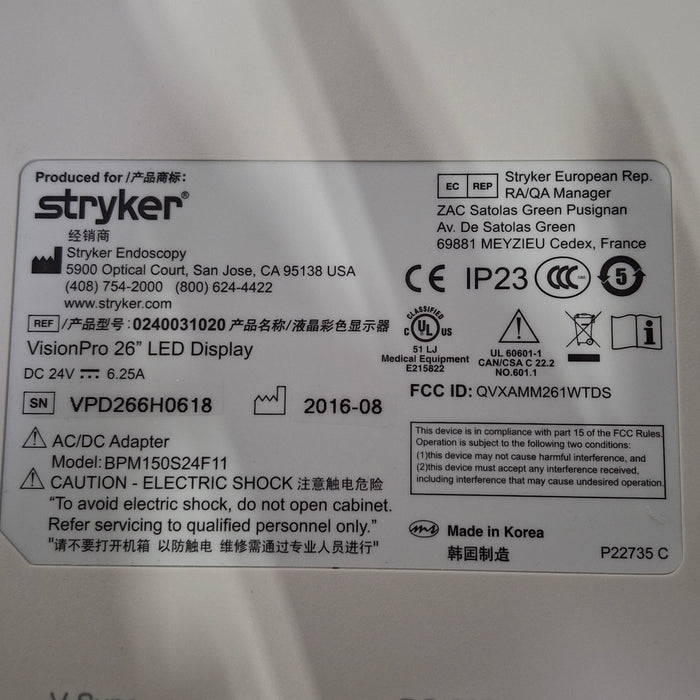 Produced for /产品商标:
stryker®
经销商
Stryker Endoscopy
5900 Optical Court, San Jose, CA 95138 USA
(408) 754-2000 (800) 624-4422
www.stryker.com
REF /产品型号: 0240031020 产品名称/液晶彩色显示器
VisionPro 26" LED Display
DC 24V 6.25A
SN VPD266H0618 2016-08
AC/DC Adapter
Model: BPM150S24F11
CAUTION - ELECTRIC SHOCK 注意触电危险
"To avoid electric shock, do not open cabinet.
Refer servicing to qualified personnel only."
"请不要打开机箱 以防触电 维修需通过专业人员进行"
EC REP Stryker European Rep.
RA/QA Manager
ZAC Satolas Green Pusignan
Av. De Satolas Green
69881 MEYZIEU Cedex, France
CE IP23 CCC 5
CLASSIFIED
C UL US
51 LJ
Medical Equipment
E215822
UL 60601-1
CAN/CSA C 22.2
NO.601.1
FCC ID: QVXAMM261WTDS
This device is in compliance with part 15 of the FCC Rules.
Operation is subject to the following two conditions:
(1)this device may not cause harmful interference, and
(2)this device must accept any interference received,
including interference that may cause undesired operation.
Made in Korea
韩国制造
P22735 C